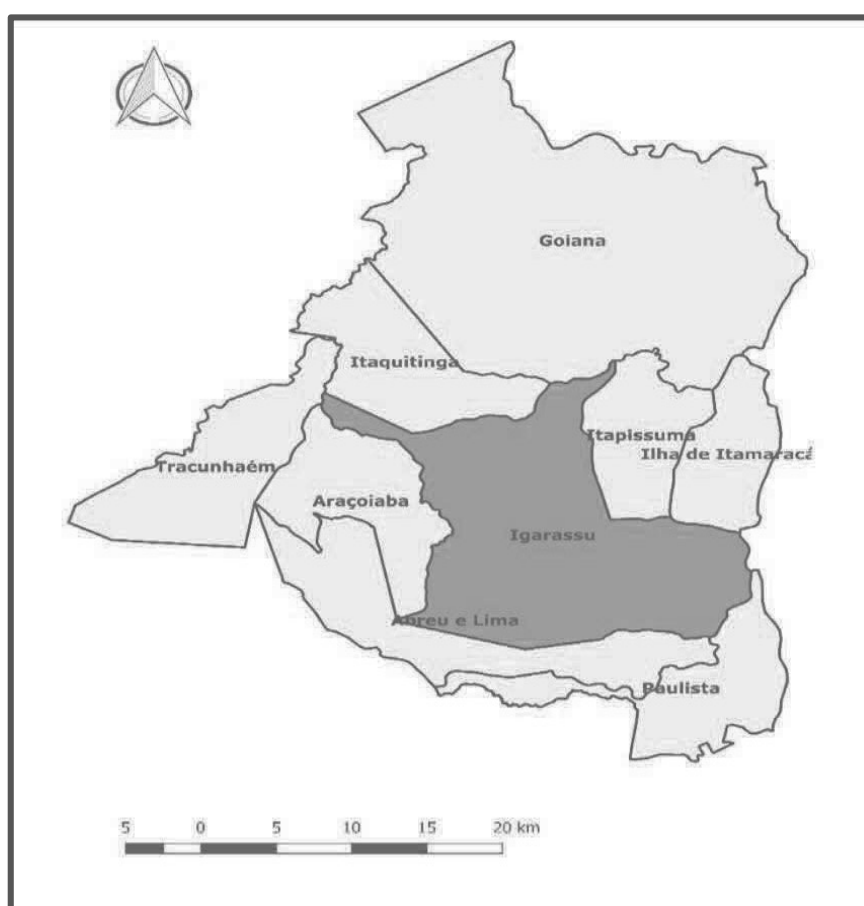 Goiana
Itaquitinga
Itapissuma
Ilha de Itamaracá
Tracunhaém
Araçoiaba
Igarassu
Abreu e Lima
Paulista
5 0 5 10 15 20 km